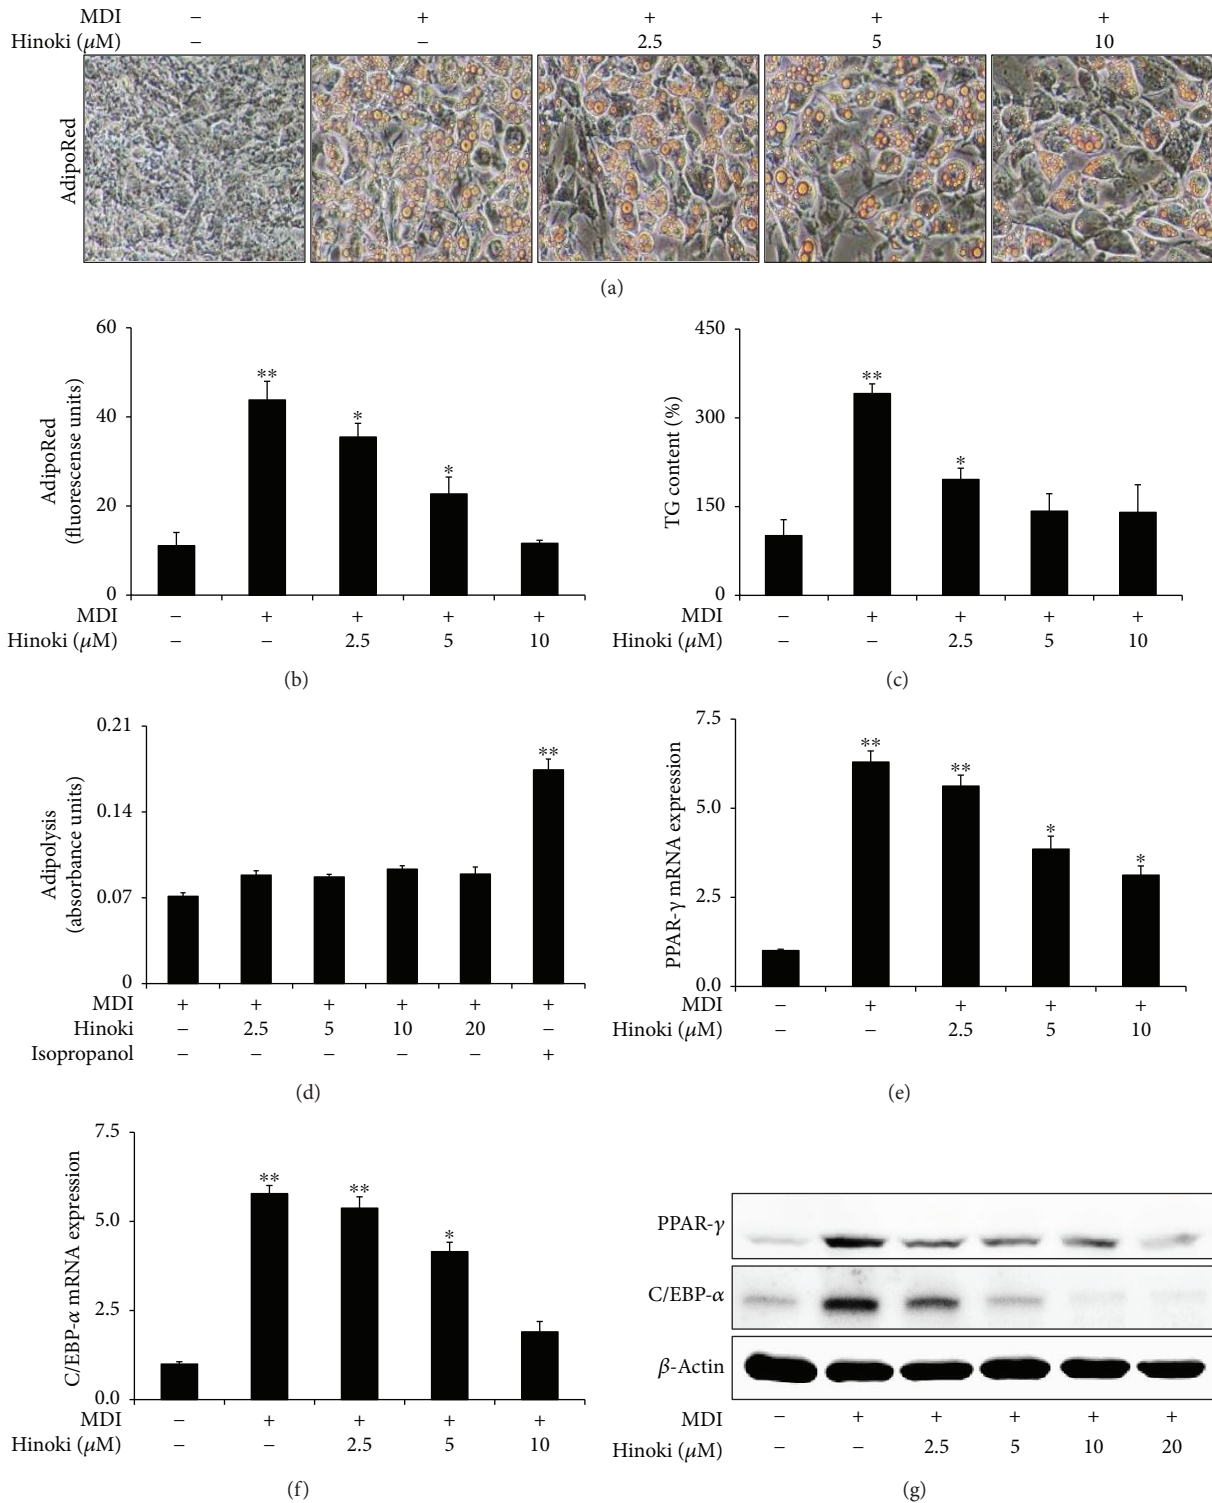 MDI − + + + +
Hinoki (μM) − − 2.5 5 10
AdipoRed
(a)
60
40
20
0
AdipoRed
(fluorescense units)
** * *
MDI − + + + +
Hinoki (μM) − − 2.5 5 10
(b)
450
300
150
0
TG content (%)
** *
MDI − + + + +
Hinoki (μM) − − 2.5 5 10
(c)
0.21
0.14
0.07
0
Adipolysis
(absorbance units)
**
MDI + + + + + +
Hinoki − 2.5 5 10 20 −
Isopropanol − − − − − +
(d)
7.5
5.0
2.5
0.0
PPAR-γ mRNA expression
** ** * *
MDI − + + + +
Hinoki (μM) − − 2.5 5 10
(e)
7.5
5.0
2.5
0.0
C/EBP-α mRNA expression
** ** *
MDI − + + + +
Hinoki (μM) − − 2.5 5 10
(f)
PPAR-γ
C/EBP-α
β-Actin
MDI − + + + + +
Hinoki (μM) − − 2.5 5 10 20
(g)